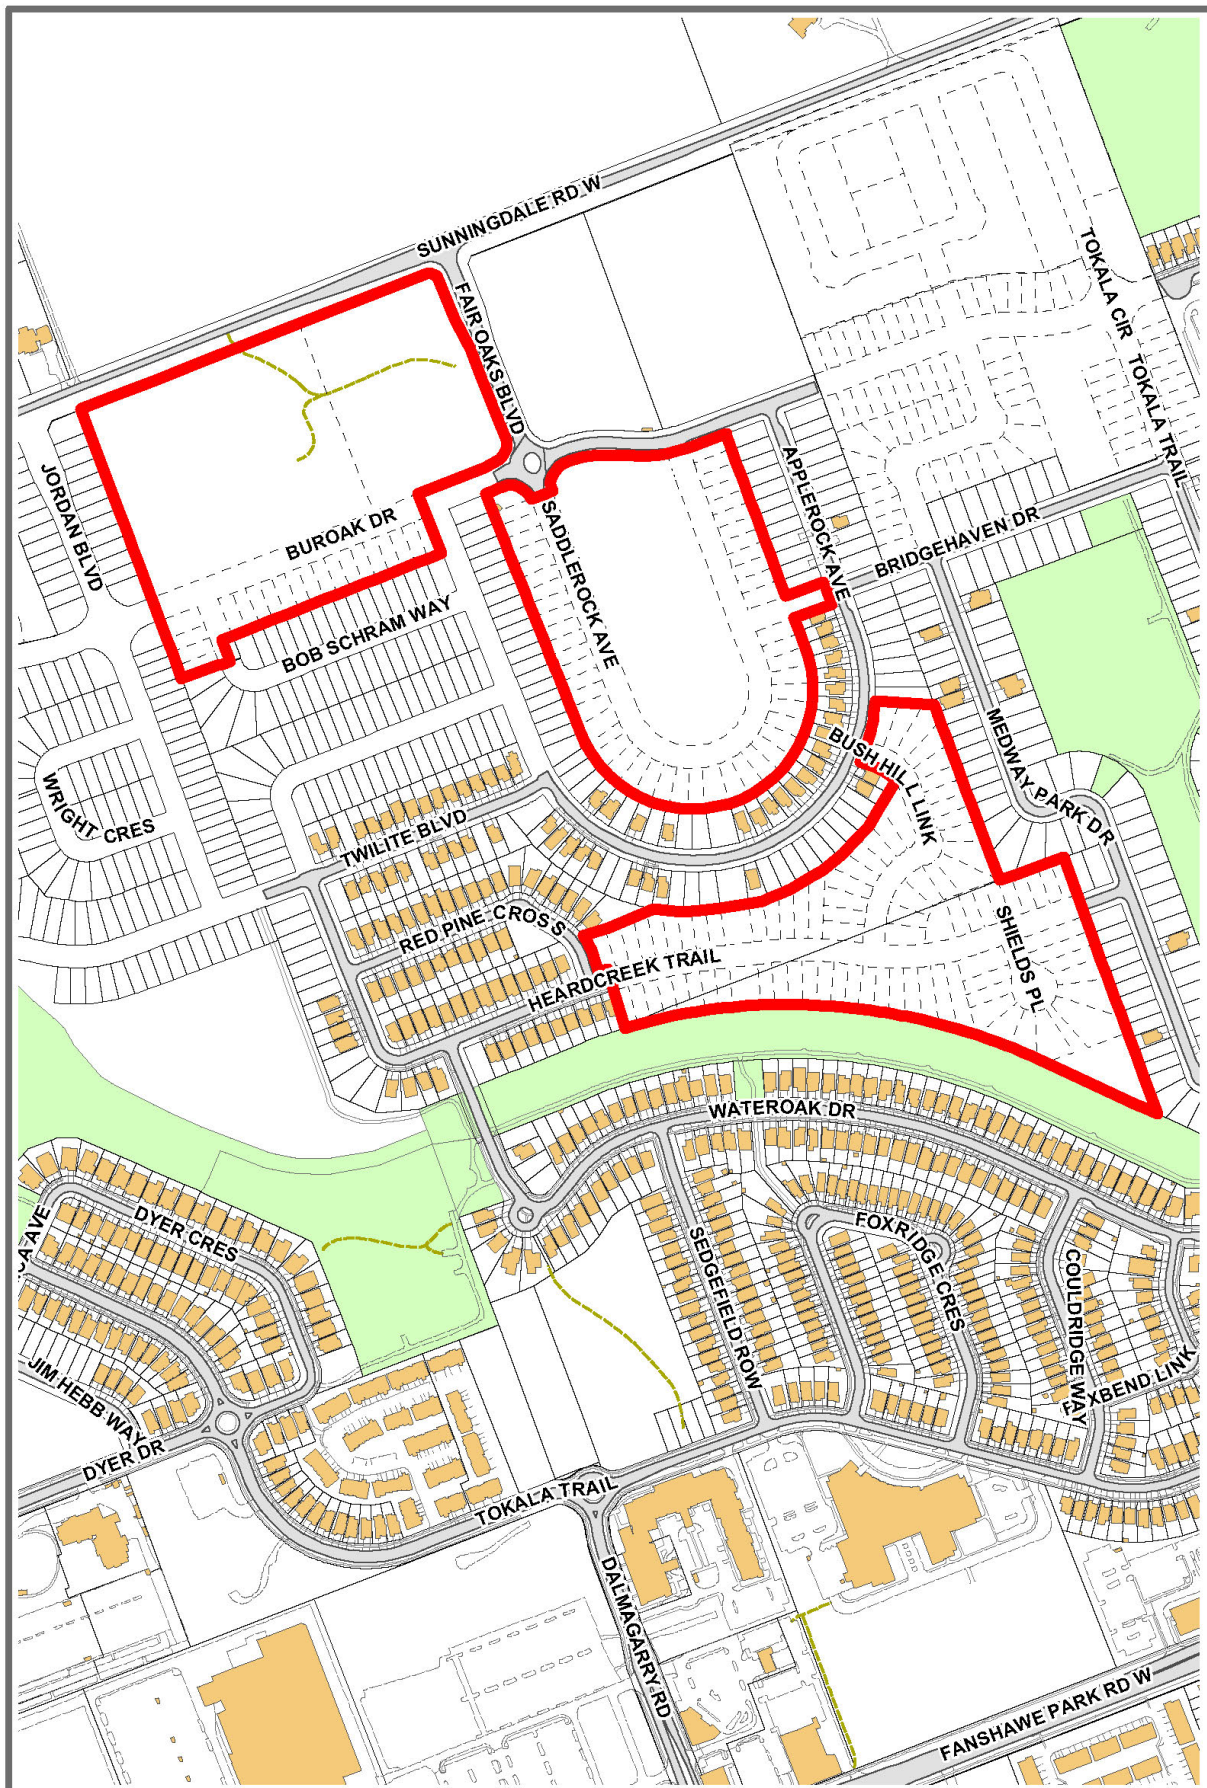 SUNNINGDALE RD W
FAIR OAKS BLVD
TOKALA CIR
TOKALA TRAIL
JORDAN BLVD
BUROAK DR
SADDLEROCK AVE
APPLEROCK AVE
BRIDGEHAVEN DR
BOB SCHRAM WAY
BUSH HILL LINK
MEDWAY PARK DR
WRIGHT CRES
TWILITE BLVD
RED PINE CROSS
HEARDCREEK TRAIL
SHIELDS PL
WATEROAK DR
DYER CRES
SEDGEFIELD ROW
FOXRIDGE CRES
COULDRIDGE WAY
JIM HEBB WAY
DYER DR
TOKALA TRAIL
DALMAGARRY RD
FANSHAWE PARK RD W